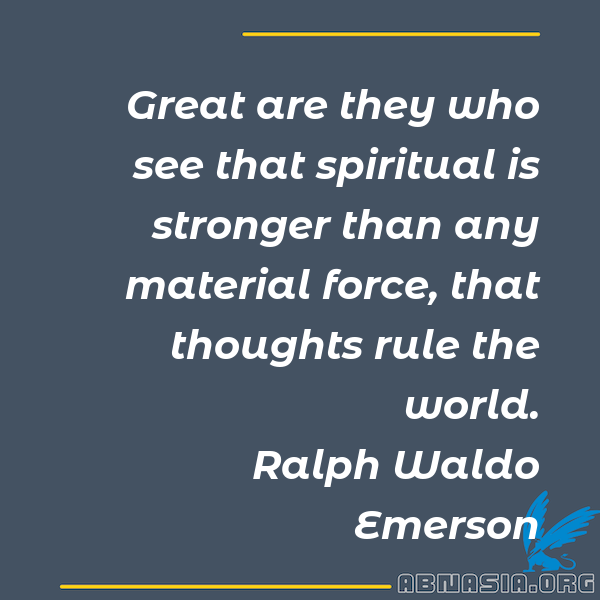 Great are they who
see that spiritual is
stronger than any
material force, that
thoughts rule the
world.
Ralph Waldo
Emerson
ABNASIA.ORG